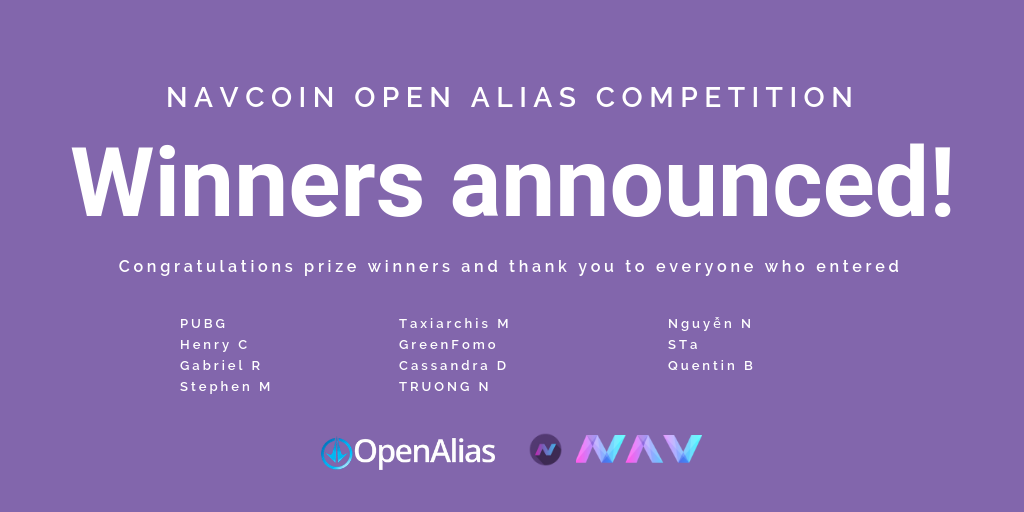 NAVCOIN OPEN ALIAS COMPETITION
Winners announced!
Congratulations prize winners and thank you to everyone who entered
PUBG
Henry C
Gabriel R
Stephen M
Taxiarchis M
GreenFomo
Cassandra D
TRUONG N
Nguyễn N
STa
Quentin B
OpenAlias
N NAV